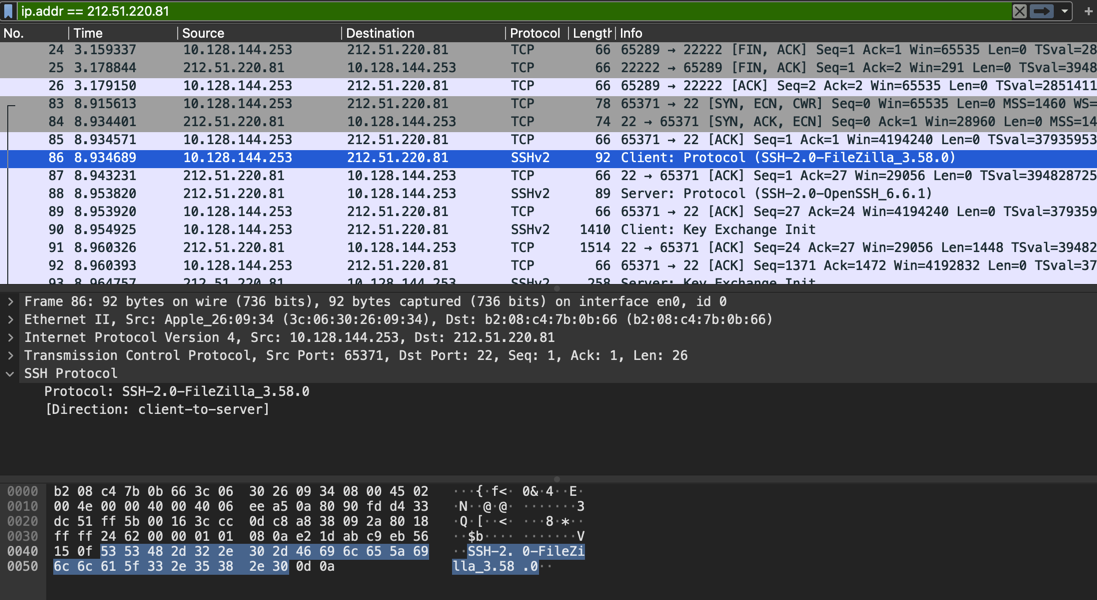 ip.addr == 212.51.220.81
No. Time Source Destination Protocol Length Info
24 3.159337 10.128.144.253 212.51.220.81 TCP 66 65289 → 22222 [FIN, ACK] Seq=1 Ack=1 Win=65535 Len=0 TSval=28
25 3.178844 212.51.220.81 10.128.144.253 TCP 66 22222 → 65289 [FIN, ACK] Seq=1 Ack=2 Win=291 Len=0 TSval=3948
26 3.179150 10.128.144.253 212.51.220.81 TCP 66 65289 → 22222 [ACK] Seq=2 Ack=2 Win=65535 Len=0 TSval=2851411
83 8.915613 10.128.144.253 212.51.220.81 TCP 78 65371 → 22 [SYN, ECN, CWR] Seq=0 Win=65535 Len=0 MSS=1460 WS=
84 8.934401 212.51.220.81 10.128.144.253 TCP 74 22 → 65371 [SYN, ACK, ECN] Seq=0 Ack=1 Win=28960 Len=0 MSS=14
85 8.934571 10.128.144.253 212.51.220.81 TCP 66 65371 → 22 [ACK] Seq=1 Ack=1 Win=4194240 Len=0 TSval=37935953
86 8.934689 10.128.144.253 212.51.220.81 SSHv2 92 Client: Protocol (SSH-2.0-FileZilla_3.58.0)
87 8.943231 212.51.220.81 10.128.144.253 TCP 66 22 → 65371 [ACK] Seq=1 Ack=27 Win=29056 Len=0 TSval=394828725
88 8.953820 212.51.220.81 10.128.144.253 SSHv2 89 Server: Protocol (SSH-2.0-OpenSSH_6.6.1)
89 8.953920 10.128.144.253 212.51.220.81 TCP 66 65371 → 22 [ACK] Seq=27 Ack=24 Win=4194240 Len=0 TSval=379359
90 8.954925 10.128.144.253 212.51.220.81 SSHv2 1410 Client: Key Exchange Init
91 8.960326 212.51.220.81 10.128.144.253 TCP 1514 22 → 65371 [ACK] Seq=24 Ack=27 Win=29056 Len=1448 TSval=39482
92 8.960393 10.128.144.253 212.51.220.81 TCP 66 65371 → 22 [ACK] Seq=1371 Ack=1472 Win=4192832 Len=0 TSval=37
93 8.964757 212.51.220.81 10.128.144.253 SSHv2 258 Server: Key Exchange Init
Frame 86: 92 bytes on wire (736 bits), 92 bytes captured (736 bits) on interface en0, id 0
Ethernet II, Src: Apple_26:09:34 (3c:06:30:26:09:34), Dst: b2:08:c4:7b:0b:66 (b2:08:c4:7b:0b:66)
Internet Protocol Version 4, Src: 10.128.144.253, Dst: 212.51.220.81
Transmission Control Protocol, Src Port: 65371, Dst Port: 22, Seq: 1, Ack: 1, Len: 26
SSH Protocol
Protocol: SSH-2.0-FileZilla_3.58.0
[Direction: client-to-server]
0000 b2 08 c4 7b 0b 66 3c 06 30 26 09 34 08 00 45 02 ···{·f<· 0&·4··E·
0010 00 4e 00 00 40 00 40 06 ee a5 0a 80 90 fd d4 33 ·N··@·@· ·······3
0020 dc 51 ff 5b 00 16 3c cc 0d c8 a8 38 09 2a 80 18 ·Q·[··<· ···8·*··
0030 ff ff 24 62 00 00 01 01 08 0a e2 1d ab c9 eb 56 ··$b···· ·······V
0040 15 0f 53 53 48 2d 32 2e 30 2d 46 69 6c 65 5a 69 ··SSH-2. 0-FileZi
0050 6c 6c 61 5f 33 2e 35 38 2e 30 0d 0a lla_3.58 .0··